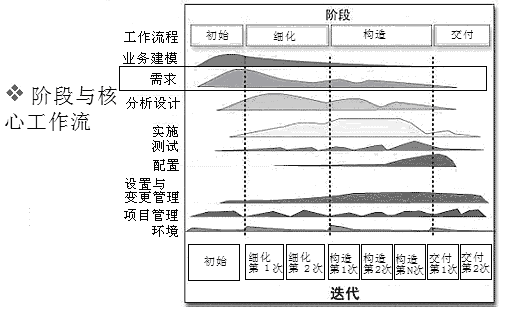 阶段
工作流程
初始
细化
构造
交付
业务建模
需求
❖ 阶段与核
心工作流
分析设计
实施
测试
配置
设置与
变更管理
项目管理
环境
初始
细化
第1次
细化
第2次
构造
第1次
构造
第2次
构造
第N次
交付
第1次
交付
第2次
迭代